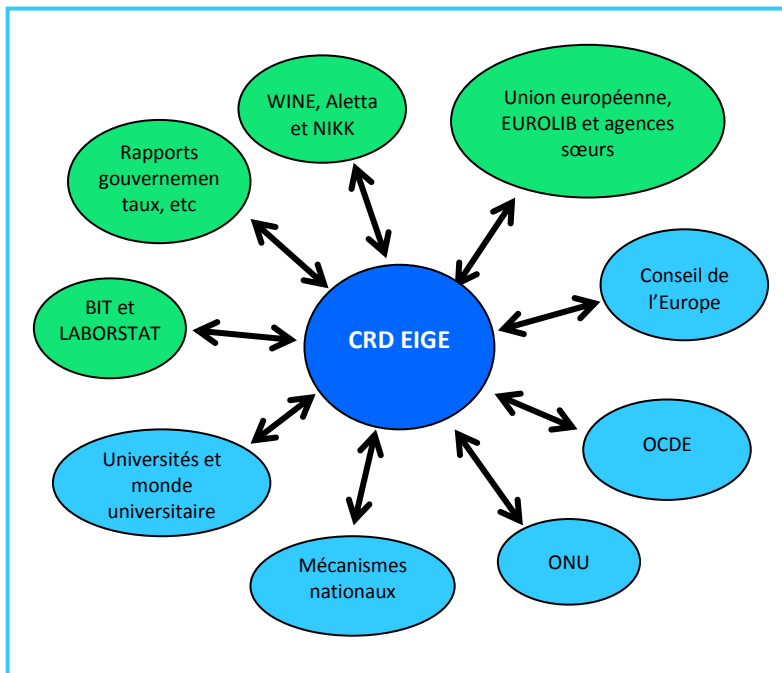 WINE, Aletta
et NIKK
Union européenne,
EUROLIB et agences
sœurs
Rapports
gouvernemen
taux, etc
Conseil de
l’Europe
BIT et
LABORSTAT
CRD EIGE
OCDE
Universités et
monde
universitaire
Mécanismes
nationaux
ONU